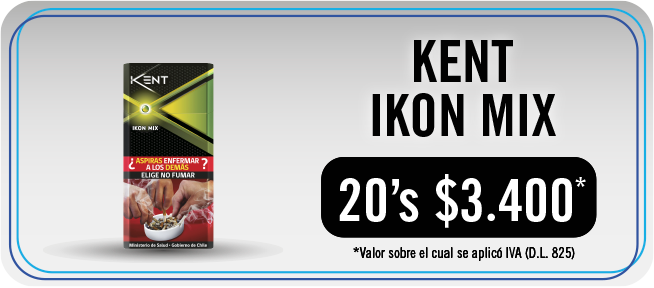 KENT
IKON MIX
¿ASPIRAS ENFERMAR
A LOS DEMÁS?
ELIGE NO FUMAR
Ministerio de Salud - Gobierno de Chile
KENT
IKON MIX
20's $3.400*
*Valor sobre el cual se aplicó IVA (D.L. 825)